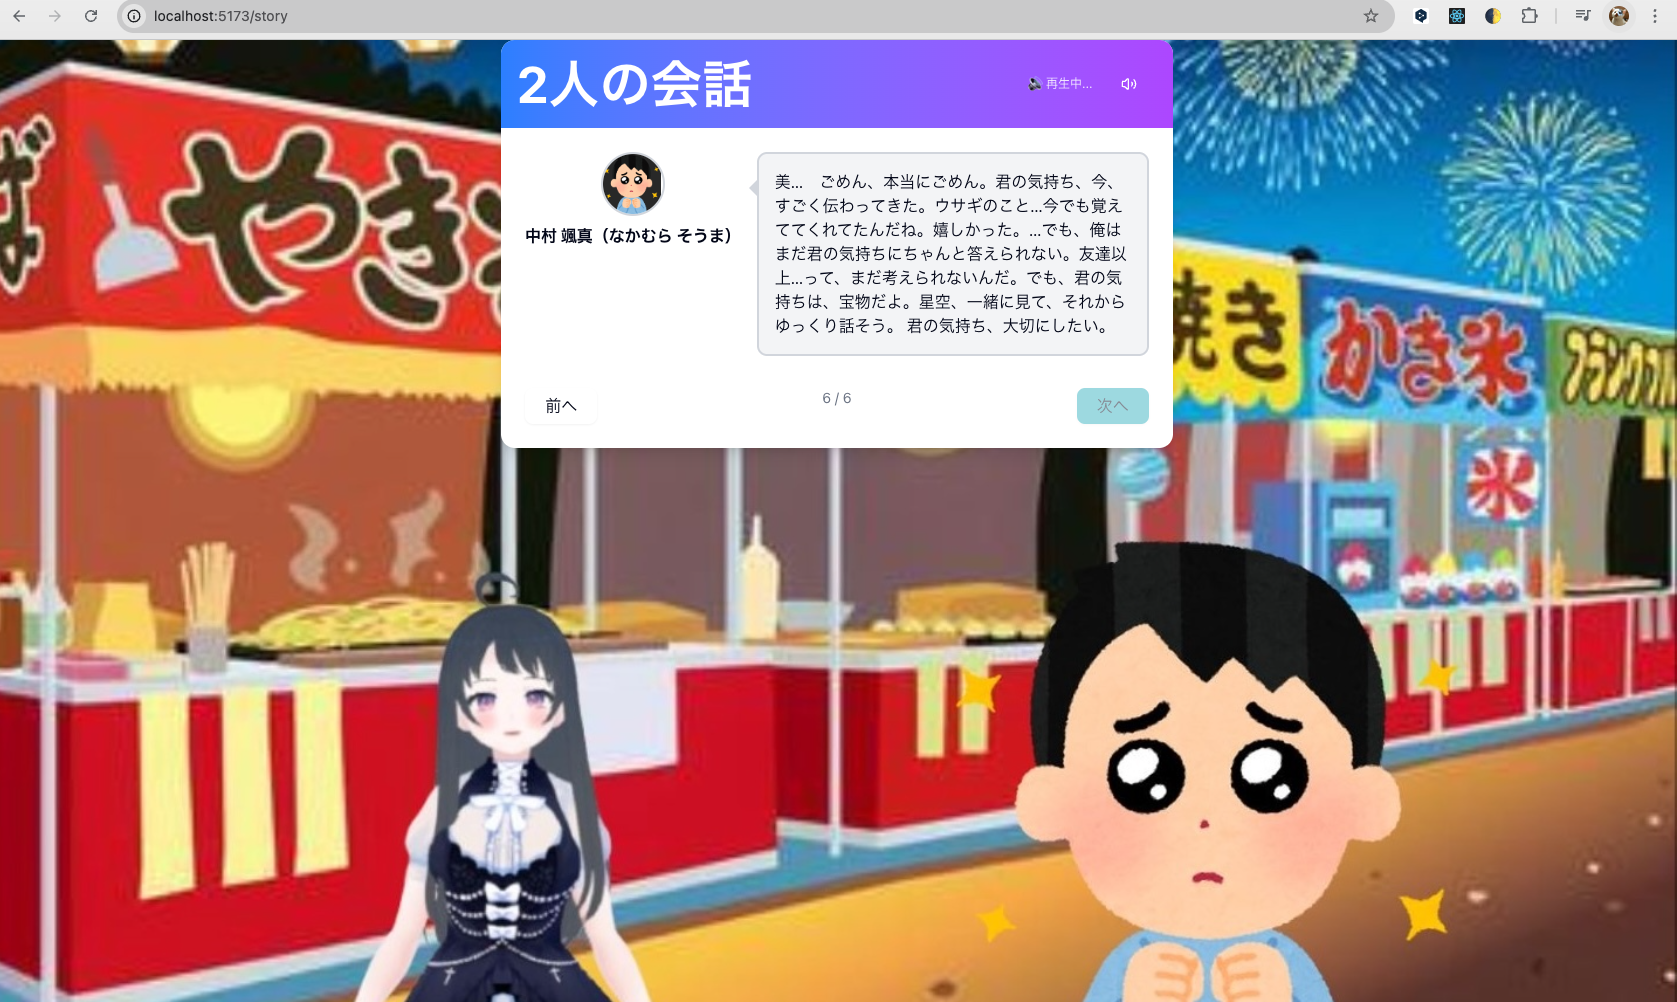 localhost:5173/story
2人の会話
再生中...
美...　ごめん、本当にごめん。君の気持ち、今、
すごく伝わってきた。ウサギのこと...今でも覚え
ててくれてたんだね。嬉しかった。...でも、俺は
まだ君の気持ちにちゃんと答えられない。友達以
上...って、まだ考えられないんだ。でも、君の気
持ちは、宝物だよ。星空、一緒に見て、それから
ゆっくり話そう。 君の気持ち、大切にしたい。
中村 颯真（なかむら そうま）
前へ
6 / 6
次へ
ば
やき
焼き
かき氷
フランクフル
氷